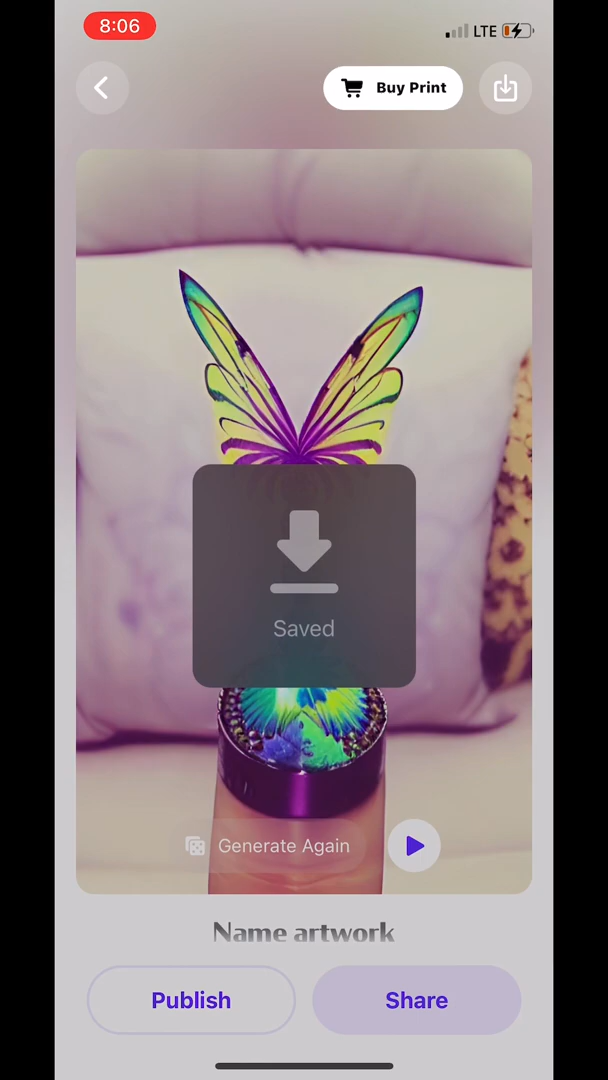 8:06
LTE
Buy Print
Saved
Generate Again
Name artwork
Publish
Share